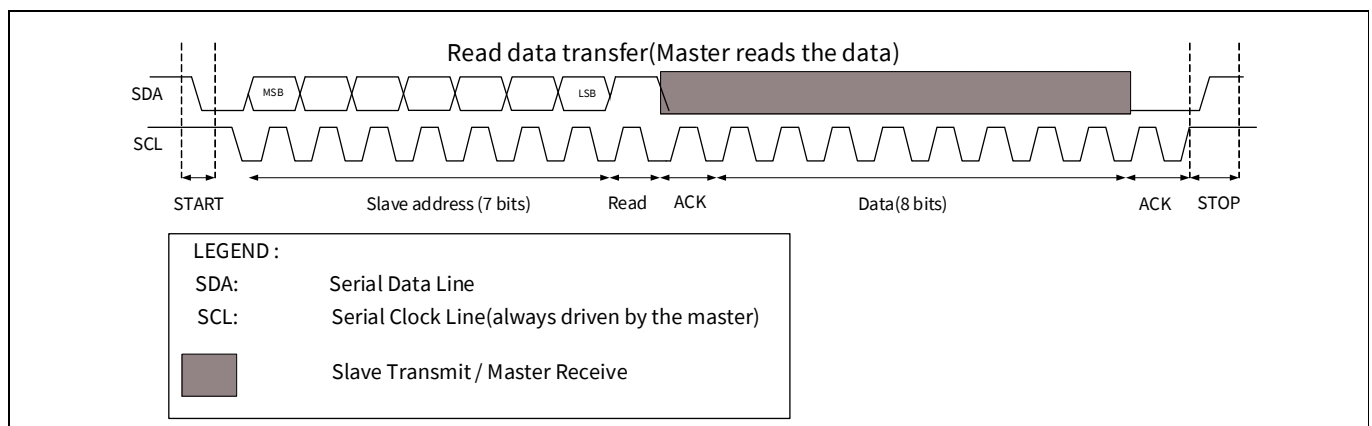 Read data transfer(Master reads the data)
SDA MSB LSB
SCL
START Slave address (7 bits) Read ACK Data(8 bits) ACK STOP
LEGEND :
SDA: Serial Data Line
SCL: Serial Clock Line(always driven by the master)
Slave Transmit / Master Receive